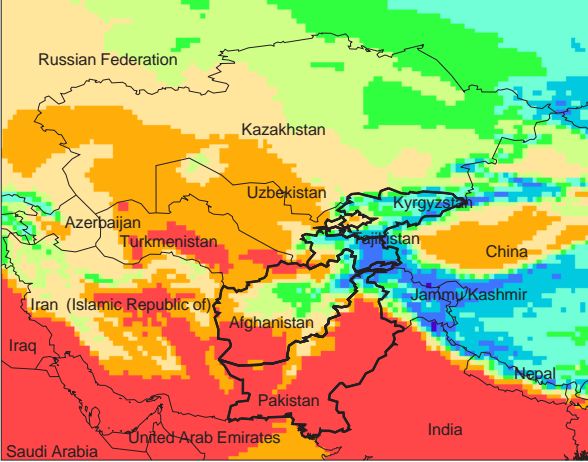 Russian Federation
Kazakhstan
Uzbekistan
Kyrgyzstan
Azerbaijan
Turkmenistan
Tajikistan
China
Iran (Islamic Republic of)
Jammu Kashmir
Afghanistan
Iraq
Nepal
Pakistan
United Arab Emirates
India
Saudi Arabia